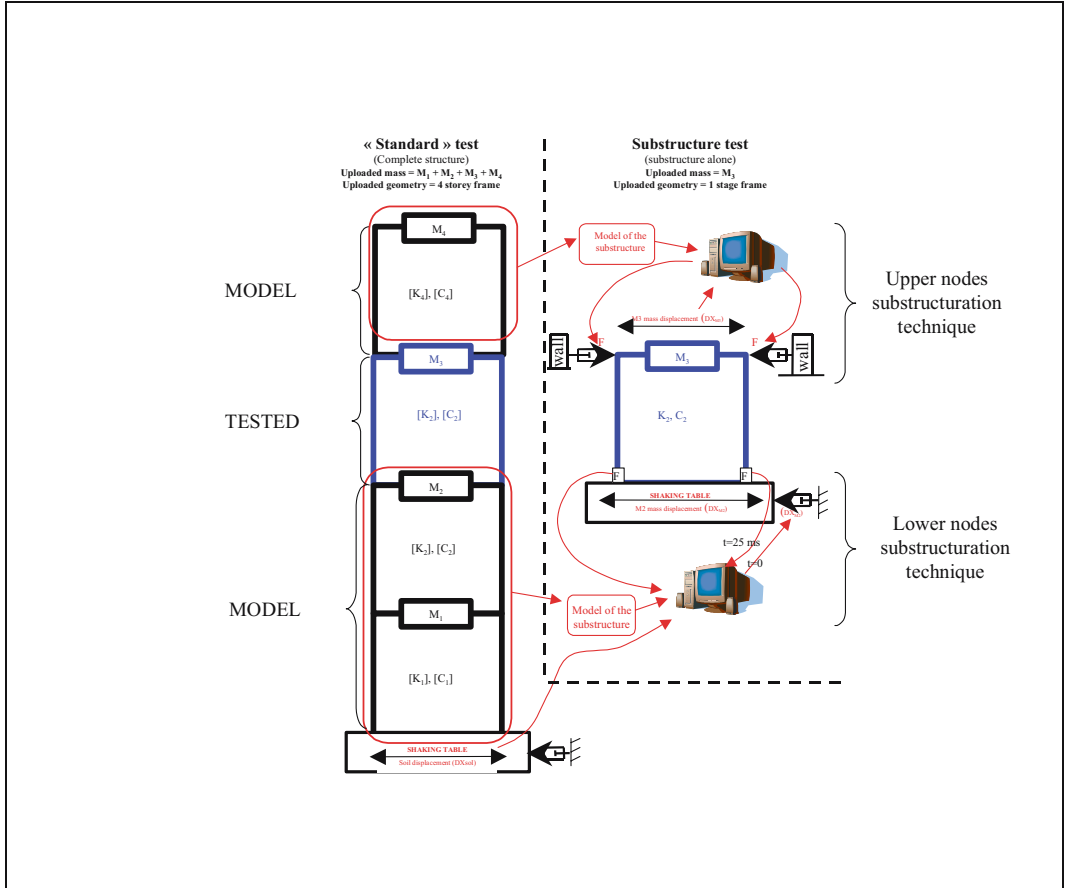 « Standard » test
(Complete structure)
Uploaded mass = M₁ + M₂ + M₃ + M₄
Uploaded geometry = 4 storey frame
Substructure test
(substructure alone)
Uploaded mass = M₃
Uploaded geometry = 1 stage frame
M₄
Model of the
substructure
MODEL
[K₄], [C₄]
Upper nodes
substructuration
technique
M3 mass displacement (DX
F
F
wall
wall
M₃
M₃
TESTED
[K₂], [C₂]
K₂, C₂
F
F
M₂
SHAKING TABLE
M2 mass displacement (DX
(DX
Lower nodes
substructuration
technique
t=25 ms
t=0
[K₂], [C₂]
MODEL
M₁
Model of the
substructure
[K₁], [C₁]
SHAKING TABLE
Soil displacement (DXsol)